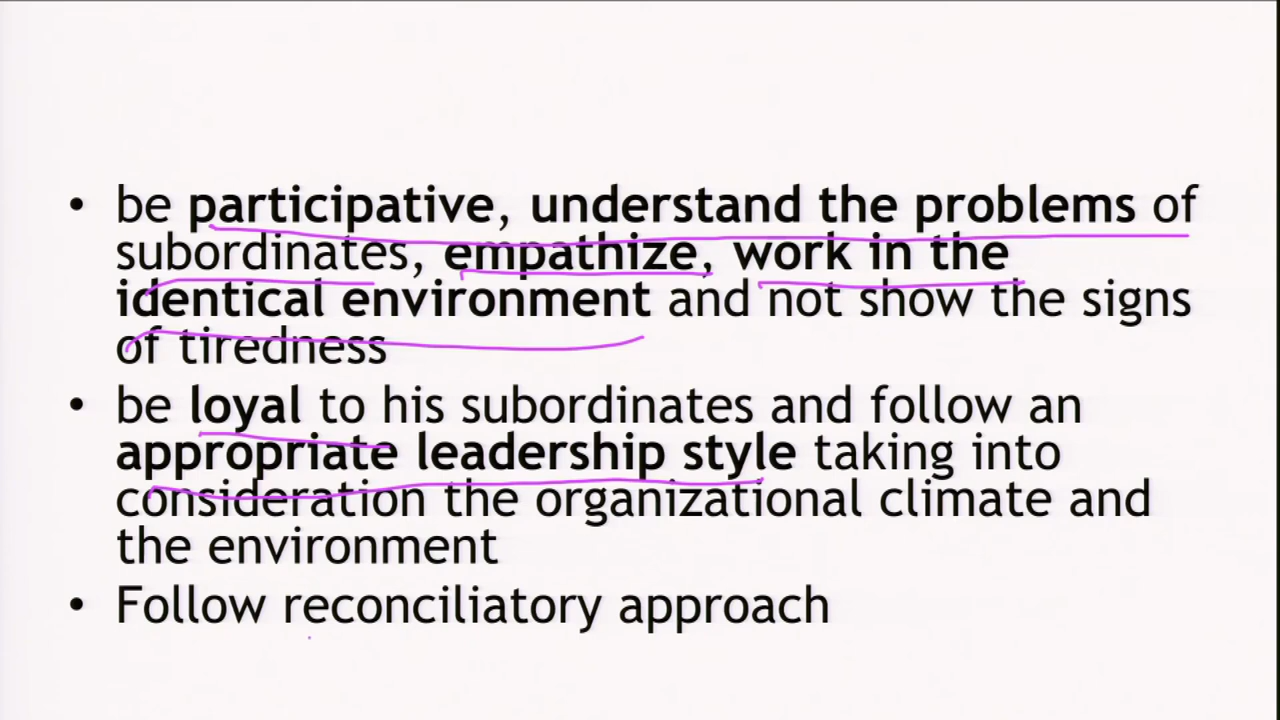 • be participative, understand the problems of
subordinates, empathize, work in the
identical environment and not show the signs
of tiredness
• be loyal to his subordinates and follow an
appropriate leadership style taking into
consideration the organizational climate and
the environment
• Follow reconciliatory approach